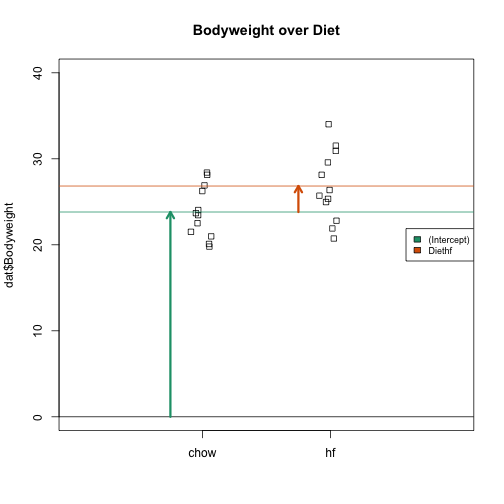 Bodyweight over Diet
dat$Bodyweight
40
30
20
10
0
(Intercept)
Diethf
chow
hf